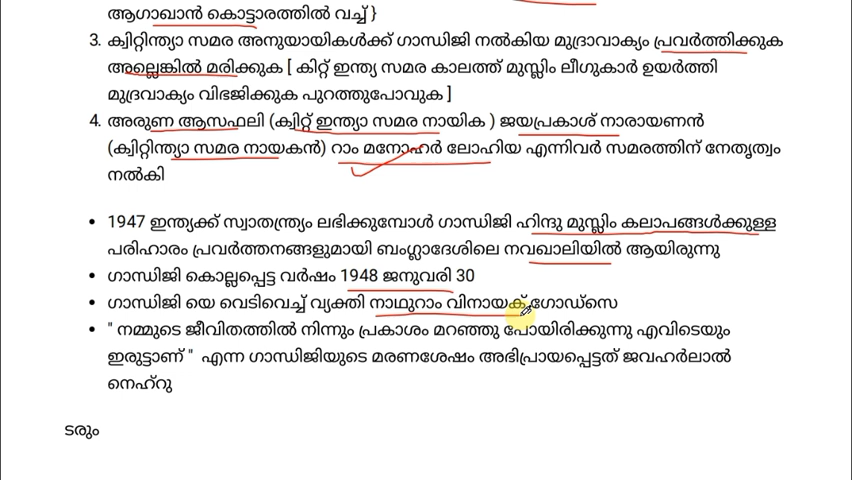 ആഗാഖാൻ കൊട്ടാരത്തിൽ വച്ച് }
3. ക്വിറ്റിന്ത്യാ സമര അനുയായികൾക്ക് ഗാന്ധിജി നൽകിയ മുദ്രാവാക്യം പ്രവർത്തിക്കുക
അല്ലെങ്കിൽ മരിക്കുക [ കിറ്റ് ഇന്ത്യ സമര കാലത്ത് മുസ്ലിം ലീഗുകാർ ഉയർത്തി
മുദ്രവാക്യം വിഭജിക്കുക പുറത്തുപോവുക ]
4. അരുണ ആസഫലി (ക്വിറ്റ് ഇന്ത്യാ സമര നായിക ) ജയപ്രകാശ് നാരായണൻ
(ക്വിറ്റിന്ത്യാ സമര നായകൻ) റാം മനോഹർ ലോഹിയ എന്നിവർ സമരത്തിന് നേതൃത്വം
നൽകി
• 1947 ഇന്ത്യക്ക് സ്വാതന്ത്ര്യം ലഭിക്കുമ്പോൾ ഗാന്ധിജി ഹിന്ദു മുസ്ലിം കലാപങ്ങൾക്കുള്ള
പരിഹാരം പ്രവർത്തനങ്ങളുമായി ബംഗ്ലാദേശിലെ നവഖാലിയിൽ ആയിരുന്നു
• ഗാന്ധിജി കൊല്ലപ്പെട്ട വർഷം 1948 ജനുവരി 30
• ഗാന്ധിജി യെ വെടിവെച്ച് വ്യക്തി നാഥുറാം വിനായക് ഗോഡ്സെ
• " നമ്മുടെ ജീവിതത്തിൽ നിന്നും പ്രകാശം മറഞ്ഞു പോയിരിക്കുന്നു എവിടെയും
ഇരുട്ടാണ് " എന്ന ഗാന്ധിജിയുടെ മരണശേഷം അഭിപ്രായപ്പെട്ടത് ജവഹർലാൽ
നെഹ്റു
ടരും